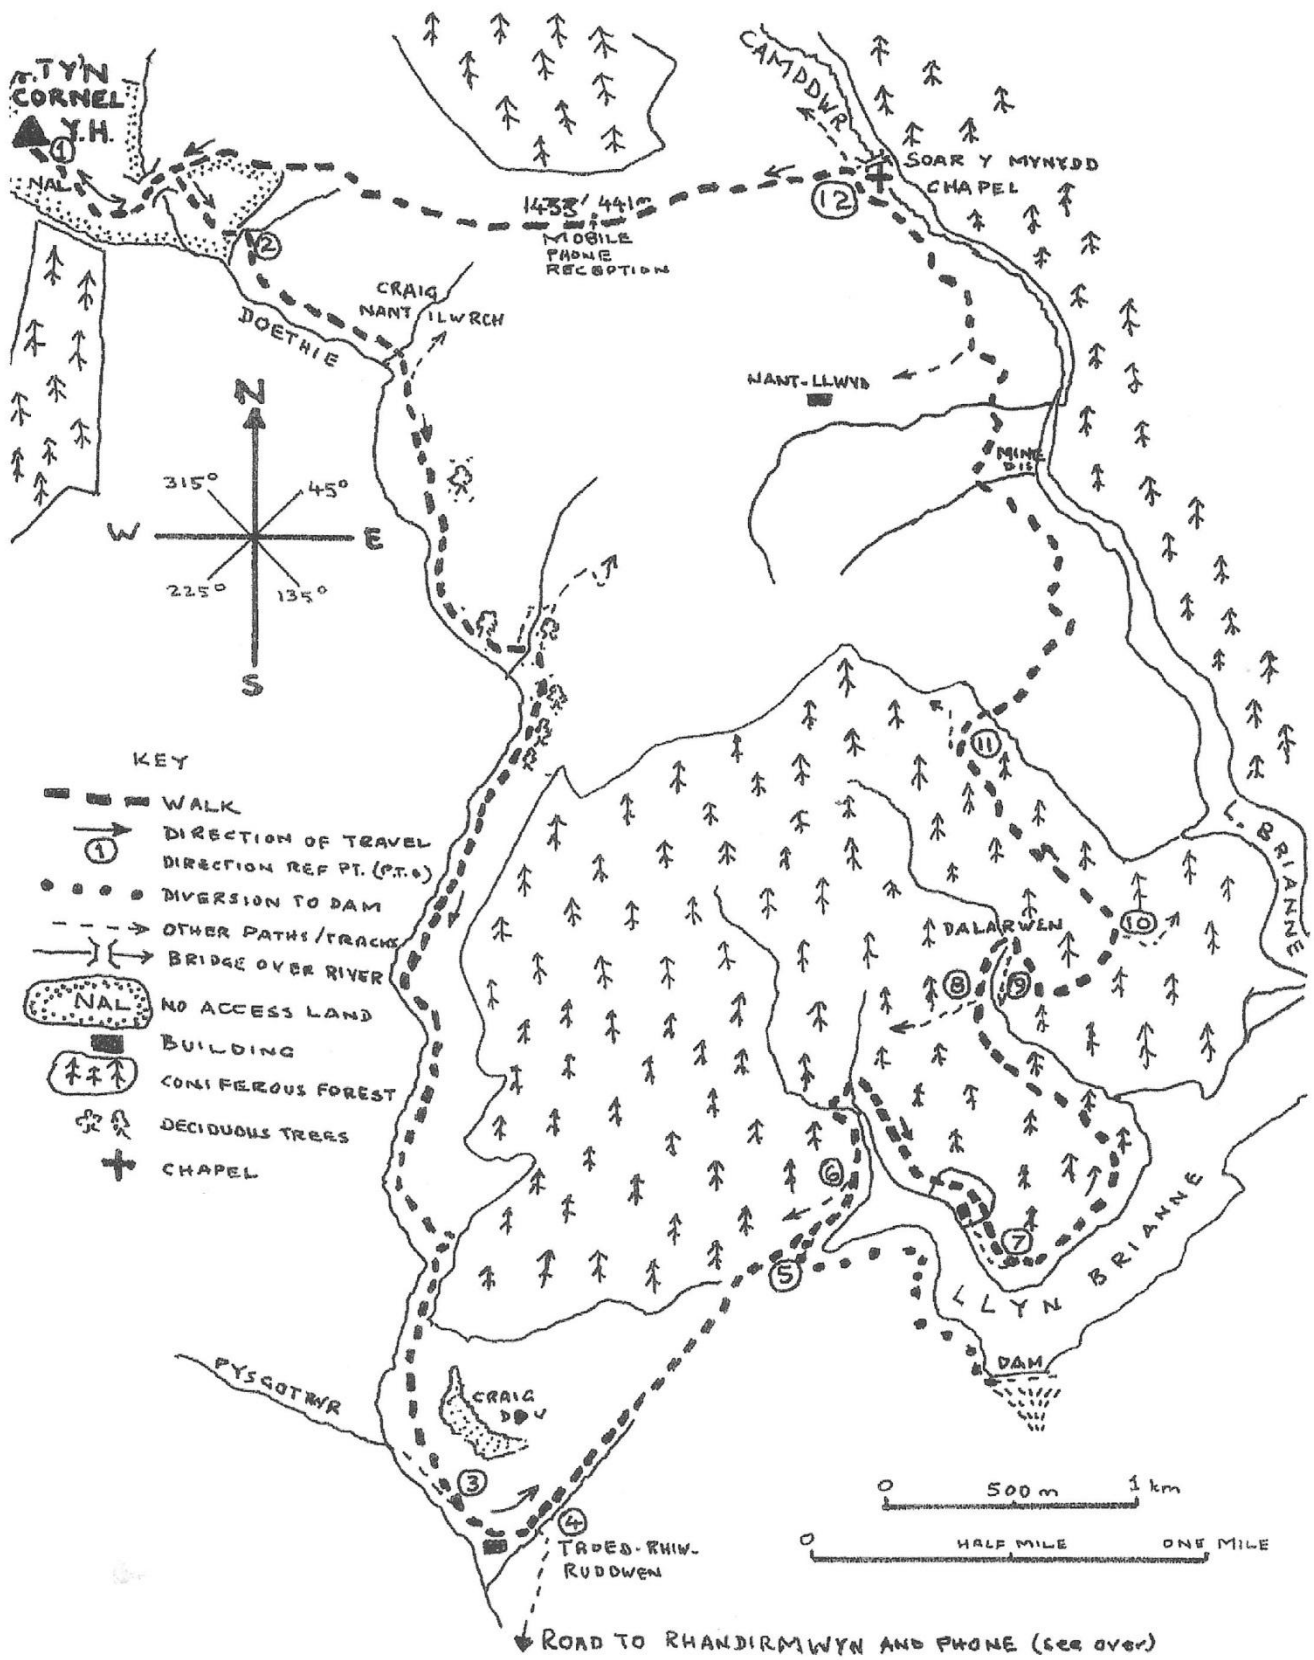 TY'N
CORNEL
Y.H.
1
NAL
2
CAMDDWR
SOAR Y MYNYDD
CHAPEL
12
1433' 441m
MOBILE
PHONE
RECEPTION
CRAIG
NANT ILWRCH
DOETHIE
NANT-LLWYD
MINE
DIS
N
315°
45°
W
E
225°
135°
S
11
L. BRIANNE
KEY
WALK
DIRECTION OF TRAVEL
1
DIRECTION REF PT. (P.T.O)
DIVERSION TO DAM
OTHER PATHS/TRACKS
BRIDGE OVER RIVER
NAL
NO ACCESS LAND
BUILDING
CONIFEROUS FOREST
DECIDUOUS TREES
CHAPEL
10
DALARWEN
8
9
6
7
5
LLYN BRIANNE
DAM
PYSGOTWR
CRAIG
DDU
3
4
TROED-RHIW-
RUDDWEN
0 500m 1 km
0 HALF MILE ONE MILE
ROAD TO RHANDIRMWYN AND PHONE (see over)